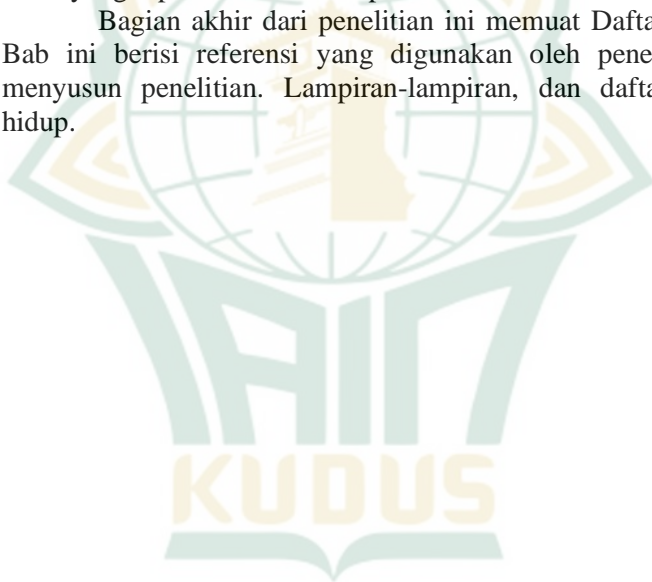 Bagian akhir dari penelitian ini memuat Dafta
Bab ini berisi referensi yang digunakan oleh pene
menyusun penelitian. Lampiran-lampiran, dan dafta
hidup.
IAIN
KUDUS